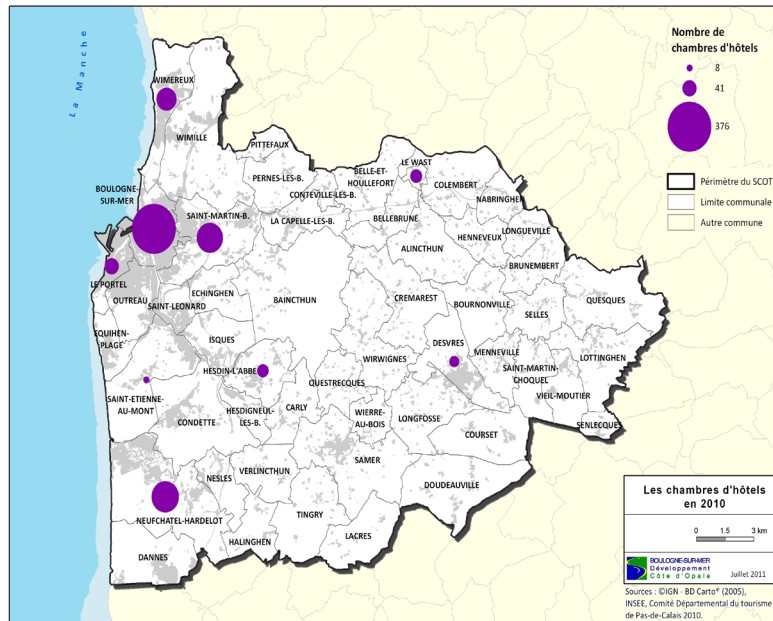 La Manche
Nombre de
chambres d'hôtels
8
41
376
Périmètre du SCOT
Limite communale
Autre commune
WIMEREUX
WIMILLE
PITTEFAUX
PERNES-LES-B.
CONTEVILLE-LES-B.
BELLE-ET-
HOULLEFORT
LE WAST
COLEMBERT
NABRINGHEN
BOULOGNE-
SUR-MER
SAINT-MARTIN-B.
LA CAPELLE-LES-B.
BELLEBRUNE
ALINCTHUN
HENNEVEUX
LONGUEVILLE
BRUNEMBERT
LE PORTEL
OUTREAU
SAINT-LEONARD
ECHINGHEN
BAINCTHUN
CREMAREST
BOURNONVILLE
SELLES
QUESQUES
EQUIHEN-
PLAGE
ISQUES
HESDIN-L'ABBE
WIRWIGNES
DESVRES
MENNEVILLE
SAINT-MARTIN-
CHOQUEL
LOTTINGHEN
VIEIL-MOUTIER
SENLECQUES
SAINT-ETIENNE-
AU-MONT
CONDETTE
HESDIGNEUL-
LES-B.
CARLY
QUESTRECQUES
WIERRE-
AU-BOIS
LONGFOSSE
COURSET
SAMER
DOUDEAUVILLE
NESLES
VERLINCTHUN
NEUFCHATEL-HARDELOT
TINGRY
HALINGHEN
LACRES
DANNES
Les chambres d'hôtels
en 2010
0 1.5 3 km
BOULOGNE-SUR-MER
Développement
Côte d'Opale
Juillet 2011
Sources : ©IGN - BD Carto® (2005),
INSEE, Comité Départemental du tourisme
de Pas-de-Calais 2010.